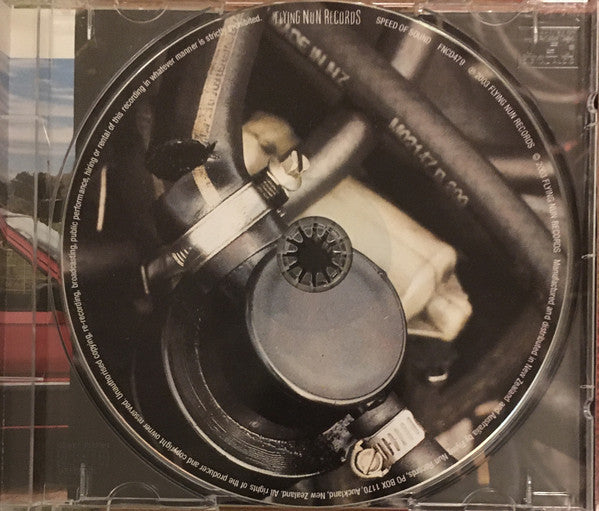 FLYING NUN RECORDS
SPEED OF SOUND
FNCD479
℗ 2003 FLYING NUN RECORDS © 2003 FLYING NUN RECORDS Manufactured and distributed in New Zealand and Australia by Flying Nun Records, PO BOX 1170, Auckland, New Zealand. All rights of the producer and copyright owner reserved. Unauthorised copying, re-recording, broadcasting, public performance, hiring or rental of this recording in whatever manner is strictly prohibited.
MADE IN NZ